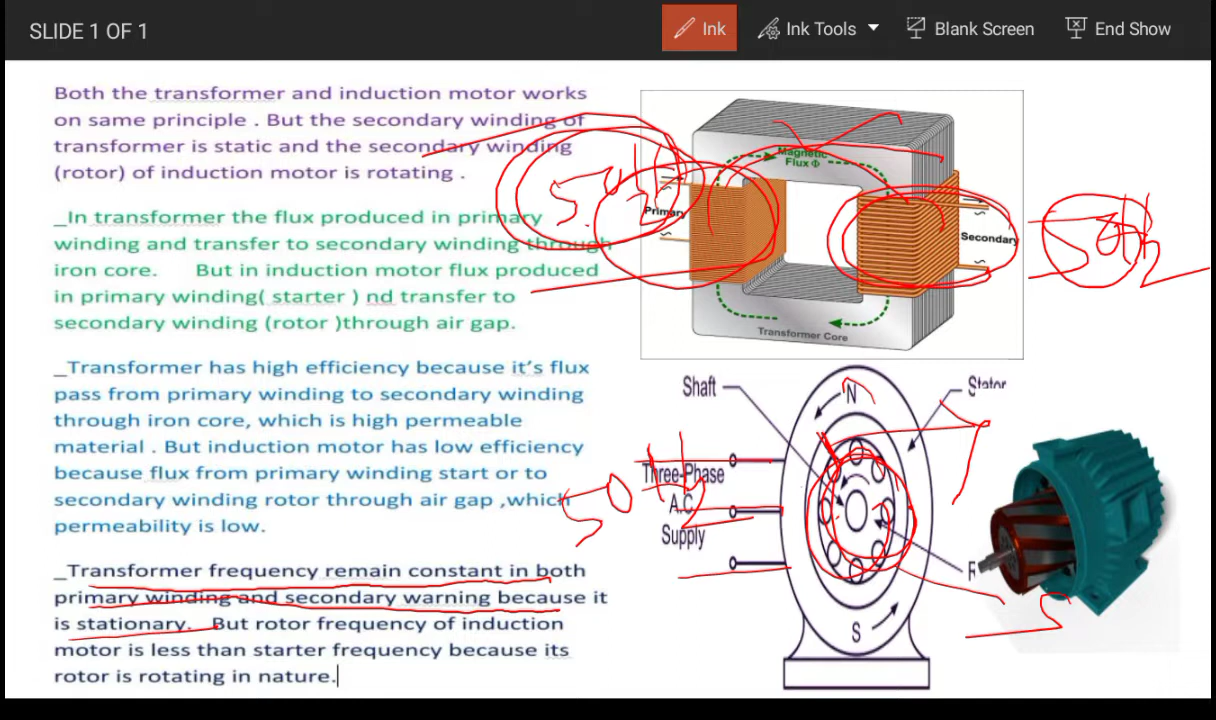 SLIDE 1 OF 1
Ink
Ink Tools
Blank Screen
End Show
Both the transformer and induction motor works
on same principle . But the secondary winding of
transformer is static and the secondary winding
(rotor) of induction motor is rotating .
_In transformer the flux produced in primary
winding and transfer to secondary winding through
iron core. But in induction motor flux produced
in primary winding( starter ) nd transfer to
secondary winding (rotor )through air gap.
_Transformer has high efficiency because it's flux
pass from primary winding to secondary winding
through iron core, which is high permeable
material . But induction motor has low efficiency
because flux from primary winding start or to
secondary winding rotor through air gap ,which
permeability is low.
_Transformer frequency remain constant in both
primary winding and secondary warning because it
is stationary. But rotor frequency of induction
motor is less than starter frequency because its
rotor is rotating in nature.
Magnetic
Flux Φ
Primary
Secondary
Transformer Core
Shaft
N
Stator
Three-Phase
A.C
Supply
S
50
5